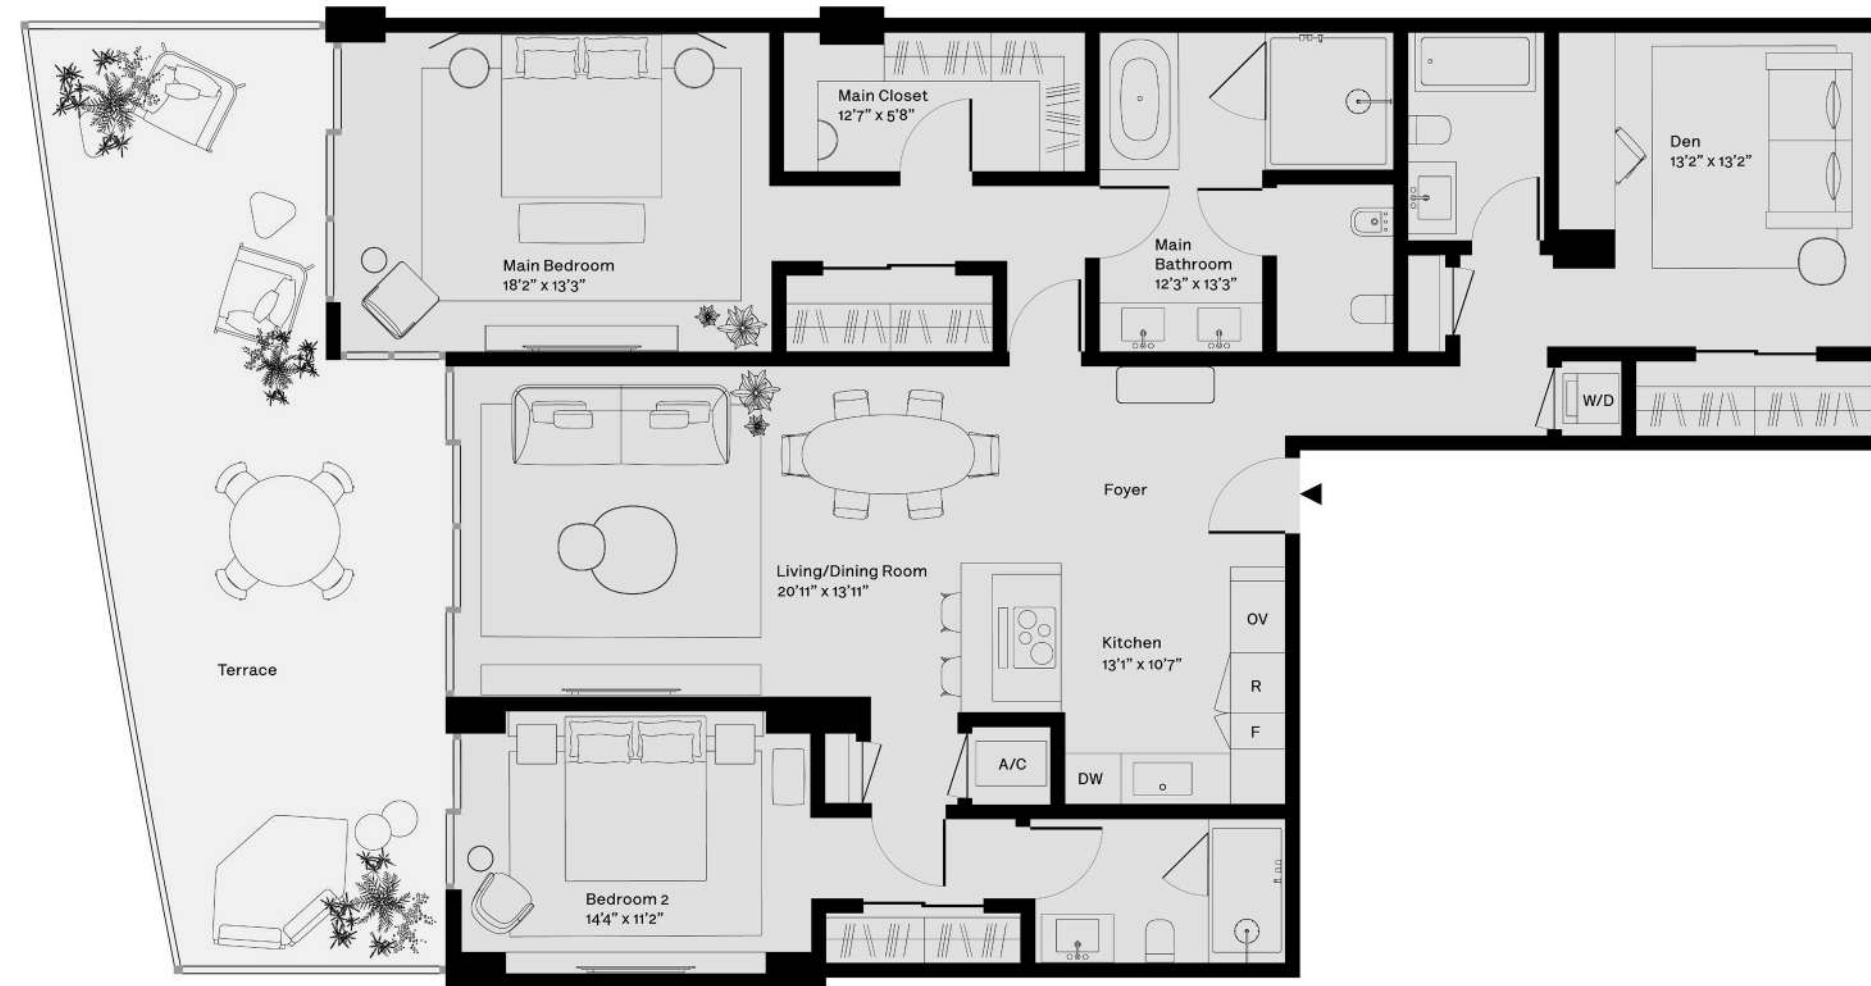 Main Closet
12’7” x 5’8”
Den
13’2” x 13’2”
Main Bedroom
18’2” x 13’3”
Main
Bathroom
12’3” x 13’3”
W/D
Foyer
Living/Dining Room
20’11” x 13’11”
OV
Kitchen
13’1” x 10’7”
R
F
Terrace
A/C
DW
Bedroom 2
14’4” x 11’2”